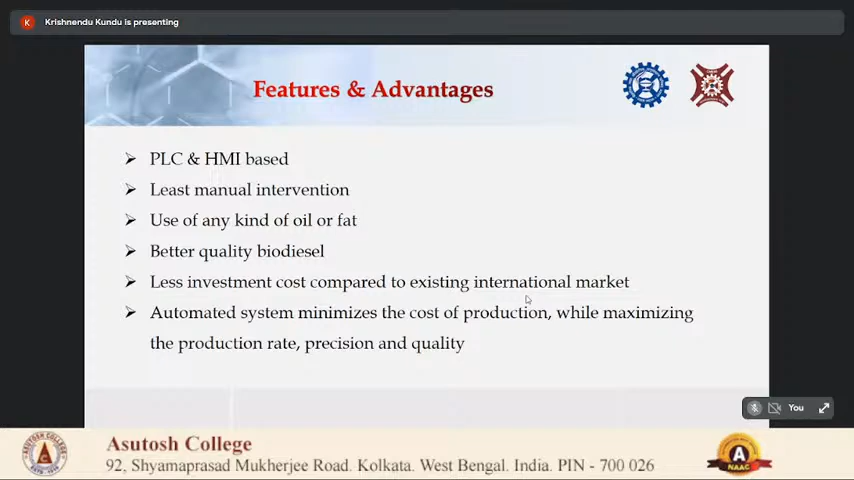 K Krishnendu Kundu is presenting
Features & Advantages
PLC & HMI based
Least manual intervention
Use of any kind of oil or fat
Better quality biodiesel
Less investment cost compared to existing international market
Automated system minimizes the cost of production, while maximizing
the production rate, precision and quality
You
Asutosh College
92, Shyamaprasad Mukherjee Road. Kolkata. West Bengal. India. PIN - 700 026
A
NAAC